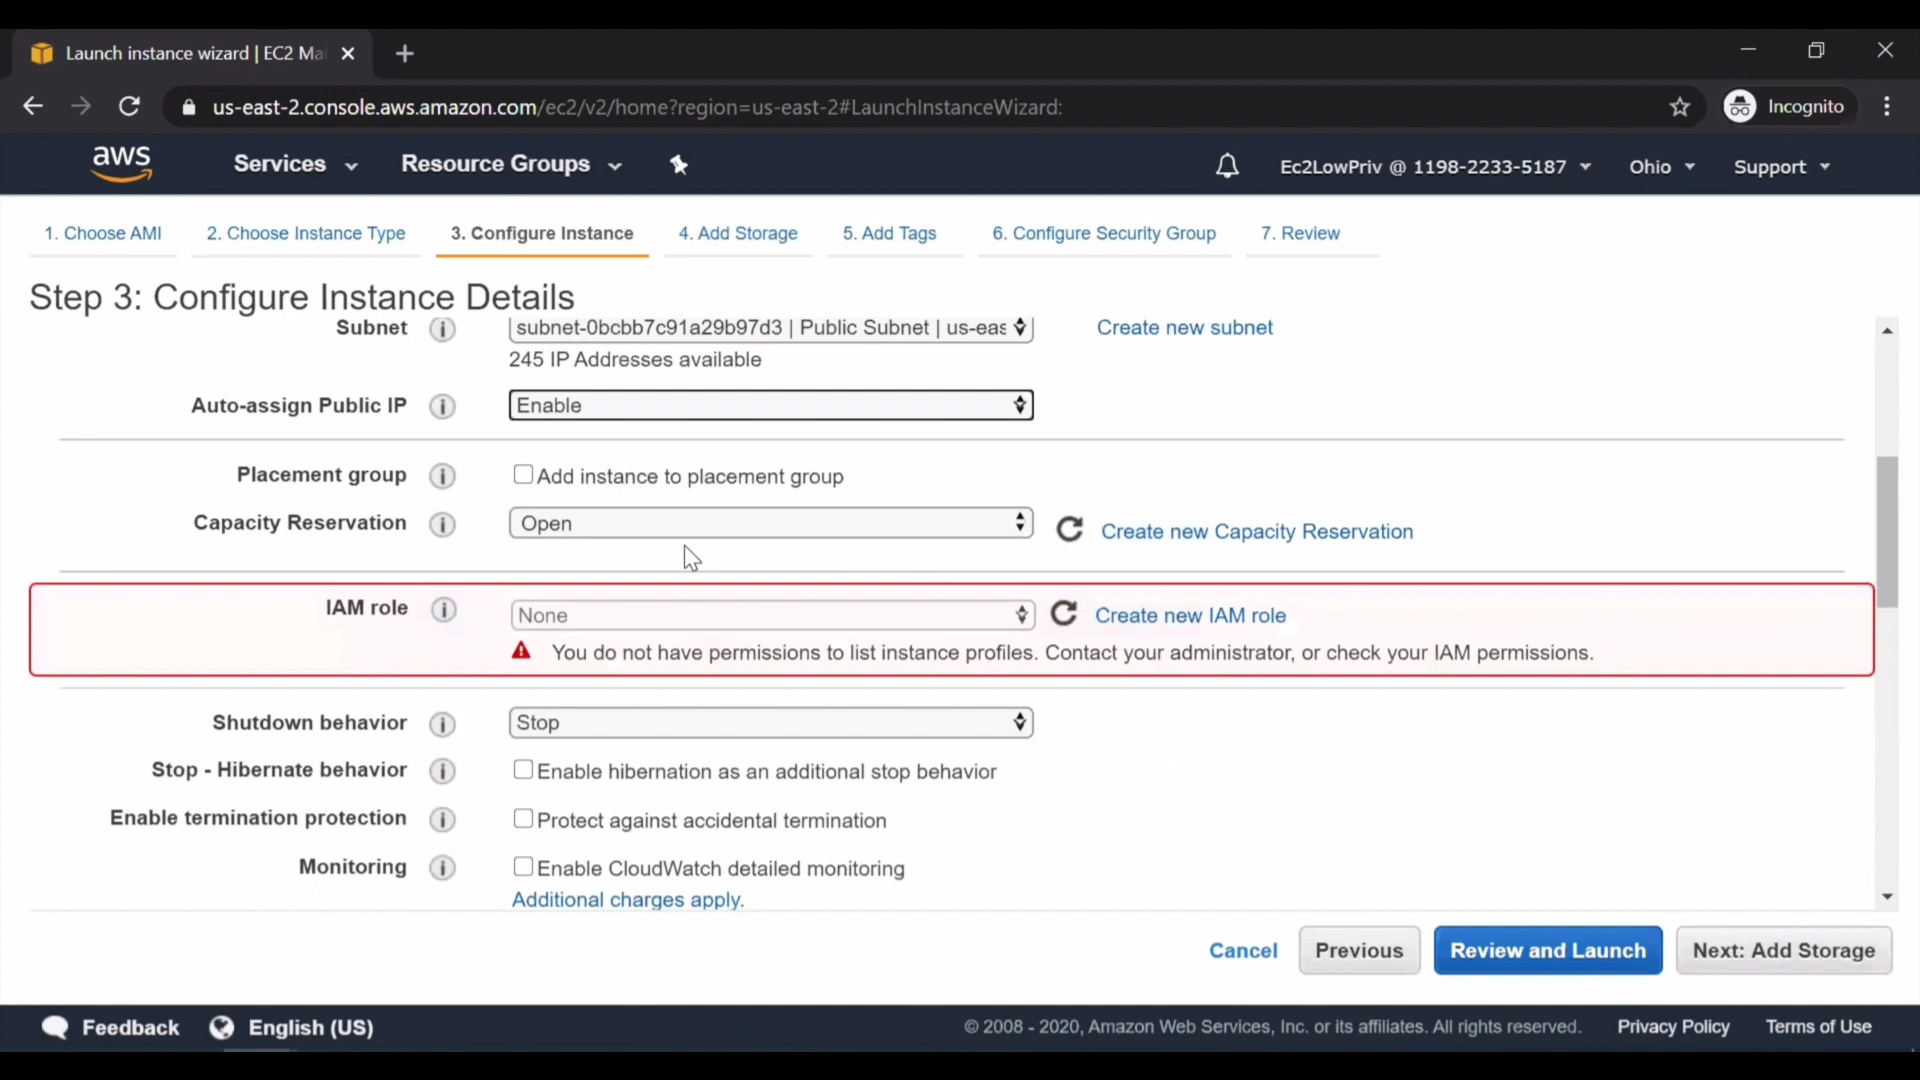 Launch instance wizard | EC2 Ma
us-east-2.console.aws.amazon.com/ec2/v2/home?region=us-east-2#LaunchInstanceWizard:
Incognito
aws
Services
Resource Groups
Ec2LowPriv @ 1198-2233-5187
Ohio
Support
1. Choose AMI
2. Choose Instance Type
3. Configure Instance
4. Add Storage
5. Add Tags
6. Configure Security Group
7. Review
Step 3: Configure Instance Details
Subnet
subnet-0bcbb7c91a29b97d3 | Public Subnet | us-eas
Create new subnet
245 IP Addresses available
Auto-assign Public IP
Enable
Placement group
Add instance to placement group
Capacity Reservation
Open
Create new Capacity Reservation
IAM role
None
Create new IAM role
You do not have permissions to list instance profiles. Contact your administrator, or check your IAM permissions.
Shutdown behavior
Stop
Stop - Hibernate behavior
Enable hibernation as an additional stop behavior
Enable termination protection
Protect against accidental termination
Monitoring
Enable CloudWatch detailed monitoring
Additional charges apply.
Cancel
Previous
Review and Launch
Next: Add Storage
Feedback
English (US)
© 2008 - 2020, Amazon Web Services, Inc. or its affiliates. All rights reserved.
Privacy Policy
Terms of Use